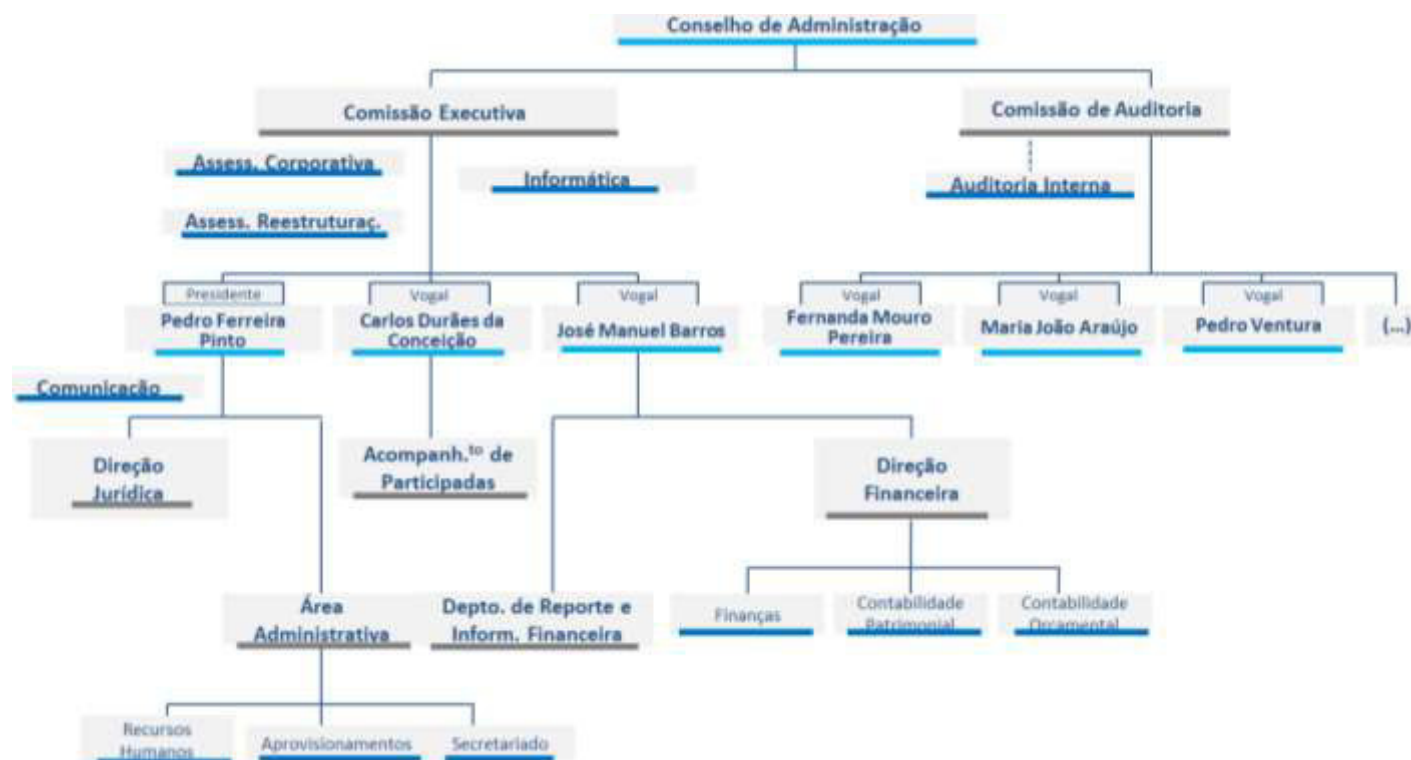 Conselho de Administração
Comissão Executiva
Comissão de Auditoria
Assess. Corporativa
Informática
Auditoria Interna
Assess. Reestruturaç.
Presidente
Pedro Ferreira
Pinto
Vogal
Carlos Durães da
Conceição
Vogal
José Manuel Barros
Vogal
Fernanda Mouro
Pereira
Vogal
Maria João Araújo
Vogal
Pedro Ventura
(...)
Comunicação
Direção
Jurídica
Acompanh.to de
Participadas
Direção
Financeira
Área
Administrativa
Depto. de Reporte e
Inform. Financeira
Finanças
Contabilidade
Patrimonial
Contabilidade
Orçamental
Recursos
Humanos
Aprovisionamentos
Secretariado